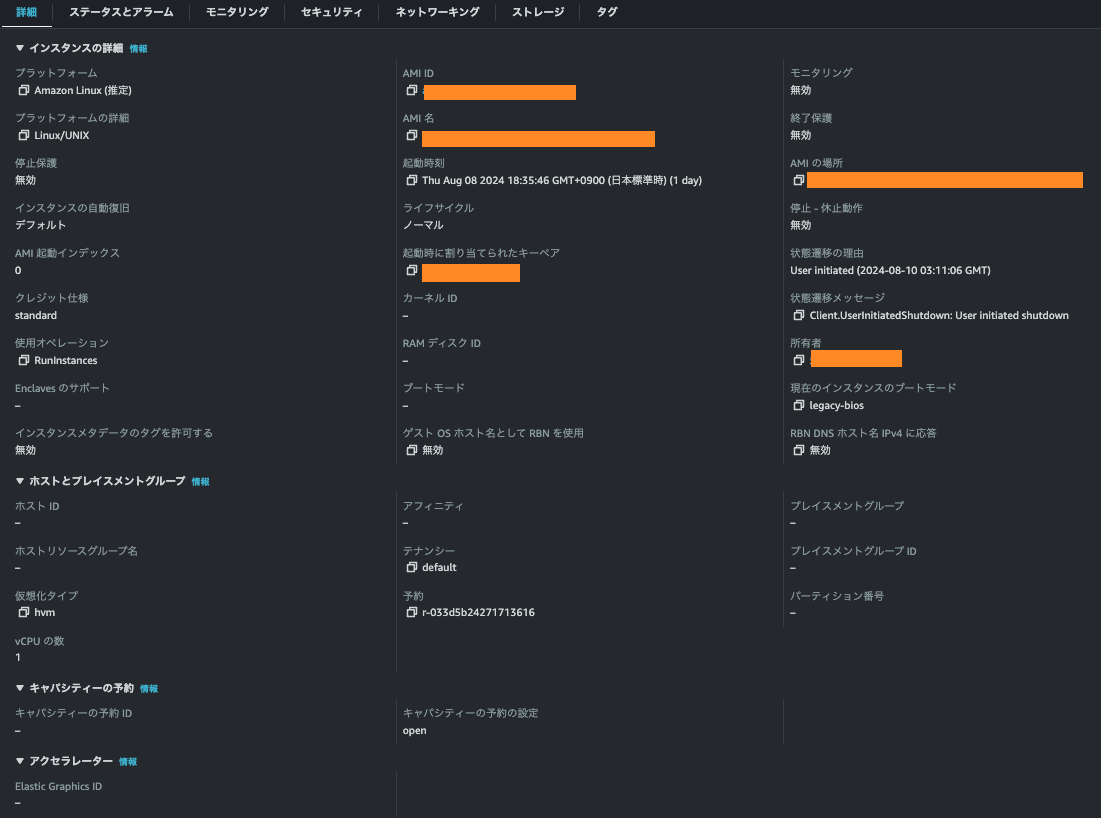 詳細 ステータスとアラーム モニタリング セキュリティ ネットワーキング ストレージ タグ
▼ インスタンスの詳細 情報
プラットフォーム
Amazon Linux (推定)
プラットフォームの詳細
Linux/UNIX
停止保護
無効
インスタンスの自動復旧
デフォルト
AMI 起動インデックス
0
クレジット仕様
standard
使用オペレーション
RunInstances
Enclaves のサポート
–
インスタンスメタデータのタグを許可する
無効
AMI ID
AMI 名
起動時刻
Thu Aug 08 2024 18:35:46 GMT+0900 (日本標準時) (1 day)
ライフサイクル
ノーマル
起動時に割り当てられたキーペア
カーネル ID
–
RAM ディスク ID
–
ブートモード
–
ゲスト OS ホスト名として RBN を使用
無効
モニタリング
無効
終了保護
無効
AMI の場所
停止 - 休止動作
無効
状態遷移の理由
User initiated (2024-08-10 03:11:06 GMT)
状態遷移メッセージ
Client.UserInitiatedShutdown: User initiated shutdown
所有者
現在のインスタンスのブートモード
legacy-bios
RBN DNS ホスト名 IPv4 に応答
無効
▼ ホストとプレイスメントグループ 情報
ホスト ID
–
ホストリソースグループ名
–
仮想化タイプ
hvm
vCPU の数
1
アフィニティ
–
テナンシー
default
予約
r-033d5b24271713616
プレイスメントグループ
–
プレイスメントグループ ID
–
パーティション番号
–
▼ キャパシティーの予約 情報
キャパシティーの予約 ID
–
キャパシティーの予約の設定
open
▼ アクセラレーター 情報
Elastic Graphics ID
–